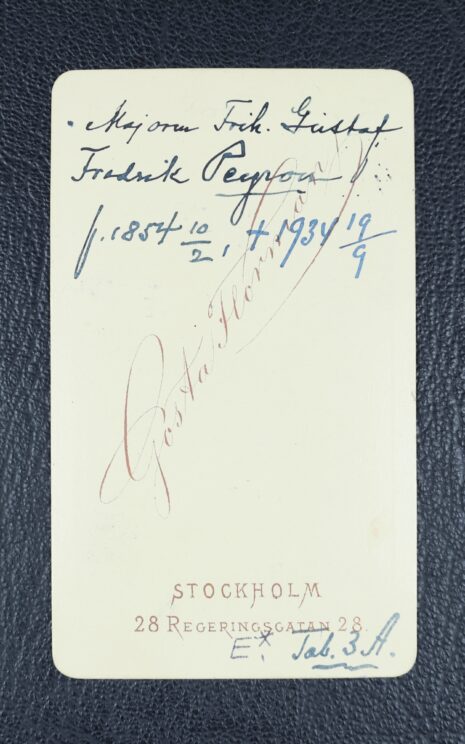 Majoren Frih. Gustaf
Fredrik Peyron
f. 1854 10/2, + 1934 19/9
Gösta Florman
STOCKHOLM
28 REGERINGSGATAN 28.
E* Tab. 3 A.